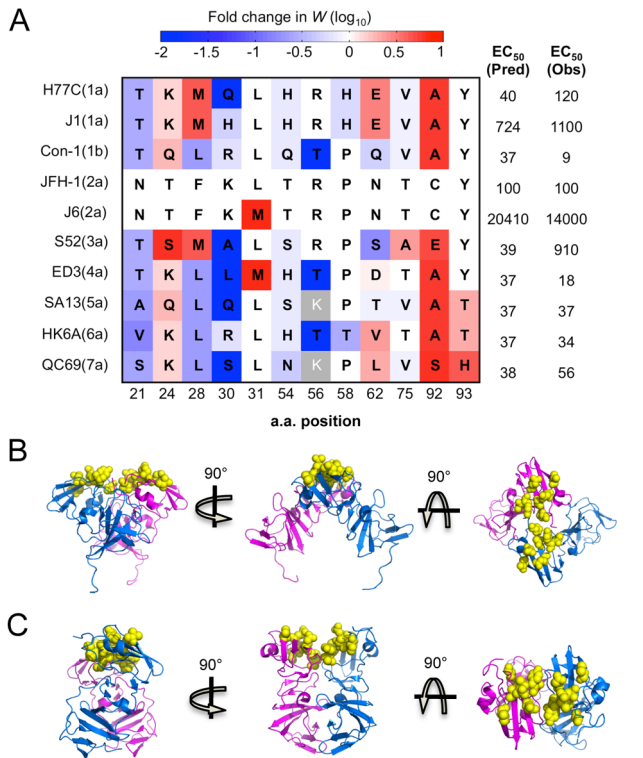 A
Fold change in W (log10)
-2 -1.5 -1 -0.5 0 0.5 1
EC50 (Pred) EC50 (Obs)
H77C(1a) T K M Q L H R H E V A Y 40 120
J1(1a) T K M H L H R H E V A Y 724 1100
Con-1(1b) T Q L R L Q T P Q V A Y 37 9
JFH-1(2a) N T F K L T R P N T C Y 100 100
J6(2a) N T F K M T R P N T C Y 20410 14000
S52(3a) T S M A L S R P S A E Y 39 910
ED3(4a) T K L L M H T P D T A Y 37 18
SA13(5a) A Q L Q L S K P T V A T 37 37
HK6A(6a) V K L R L H T T V T A T 37 34
QC69(7a) S K L S L N K P L V S H 38 56
21 24 28 30 31 54 56 58 62 75 92 93
a.a. position
B
90° 90°
C
90° 90°